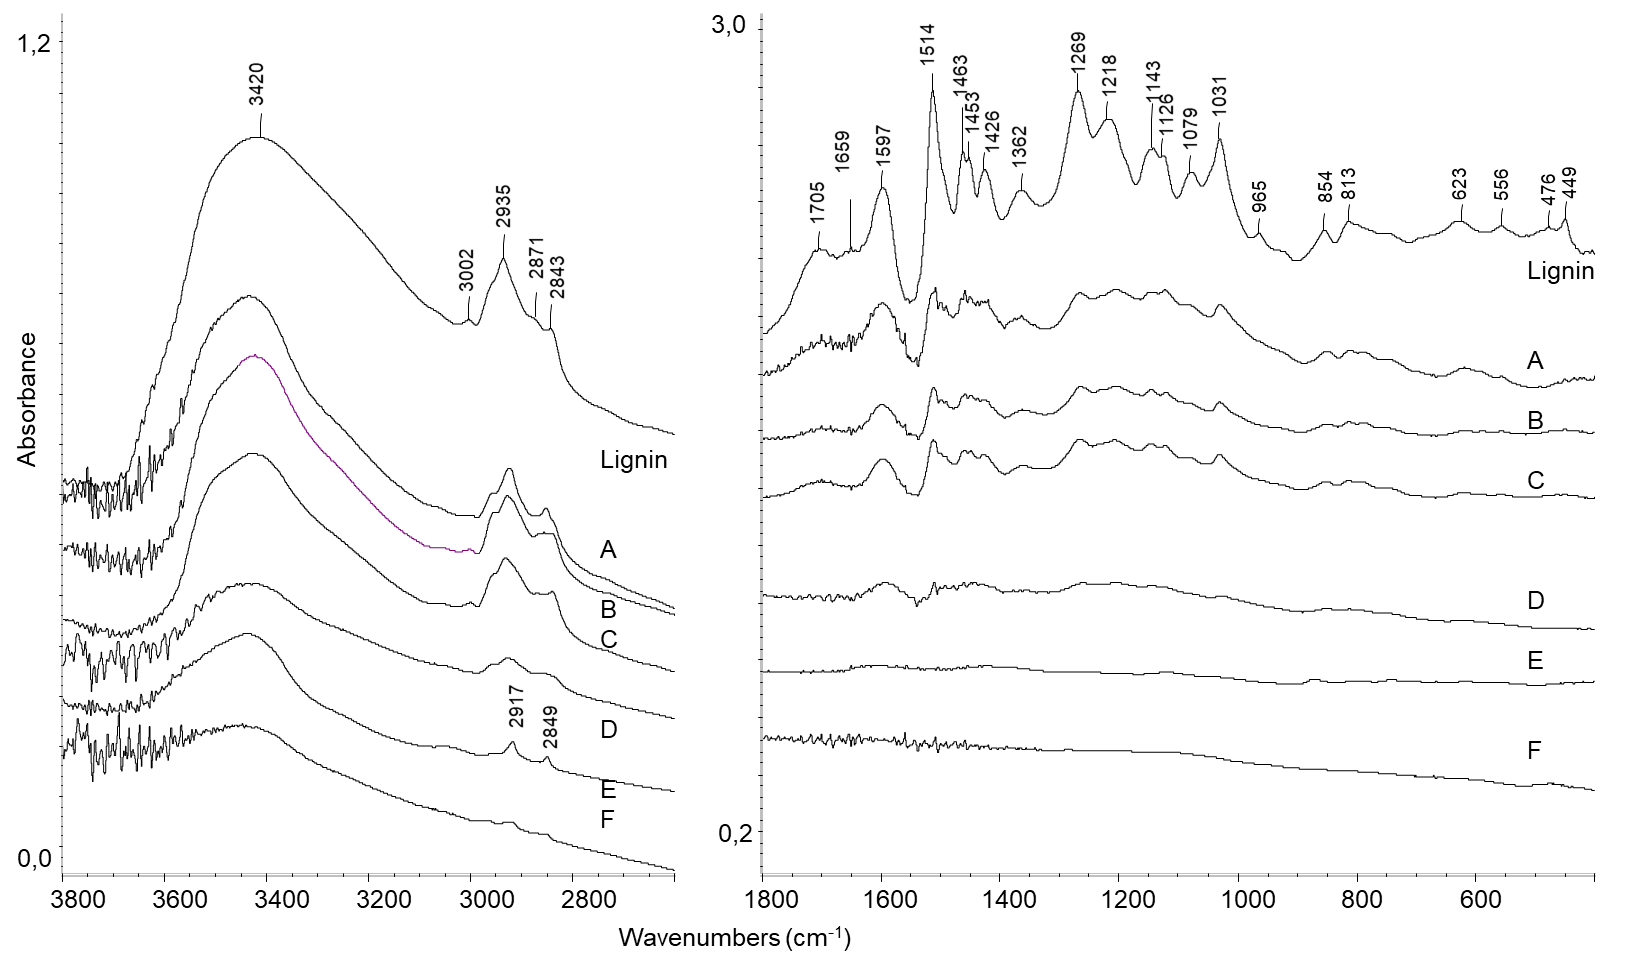 1,2
Absorbance
0,0
3420
3002
2935
2871
2843
Lignin
A
B
C
D
2917
2849
E
F
3800
3600
3400
3200
3000
2800
3,0
0,2
1705
1659
1597
1514
1463
1453
1426
1362
1269
1218
1143
1126
1079
1031
965
854
813
623
556
476
449
Lignin
A
B
C
D
E
F
1800
1600
1400
1200
1000
800
600
Wavenumbers (cm-1)